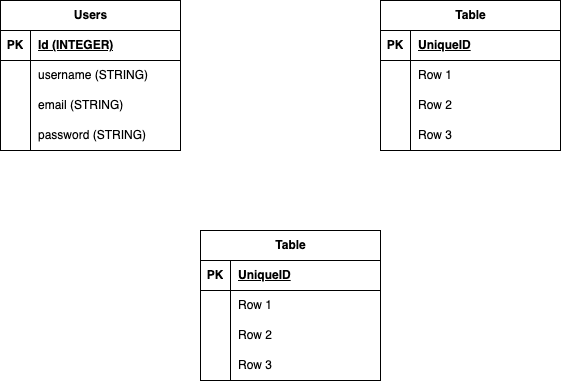 Users
PK Id (INTEGER)
username (STRING)
email (STRING)
password (STRING)
Table
PK UniqueID
Row 1
Row 2
Row 3
Table
PK UniqueID
Row 1
Row 2
Row 3